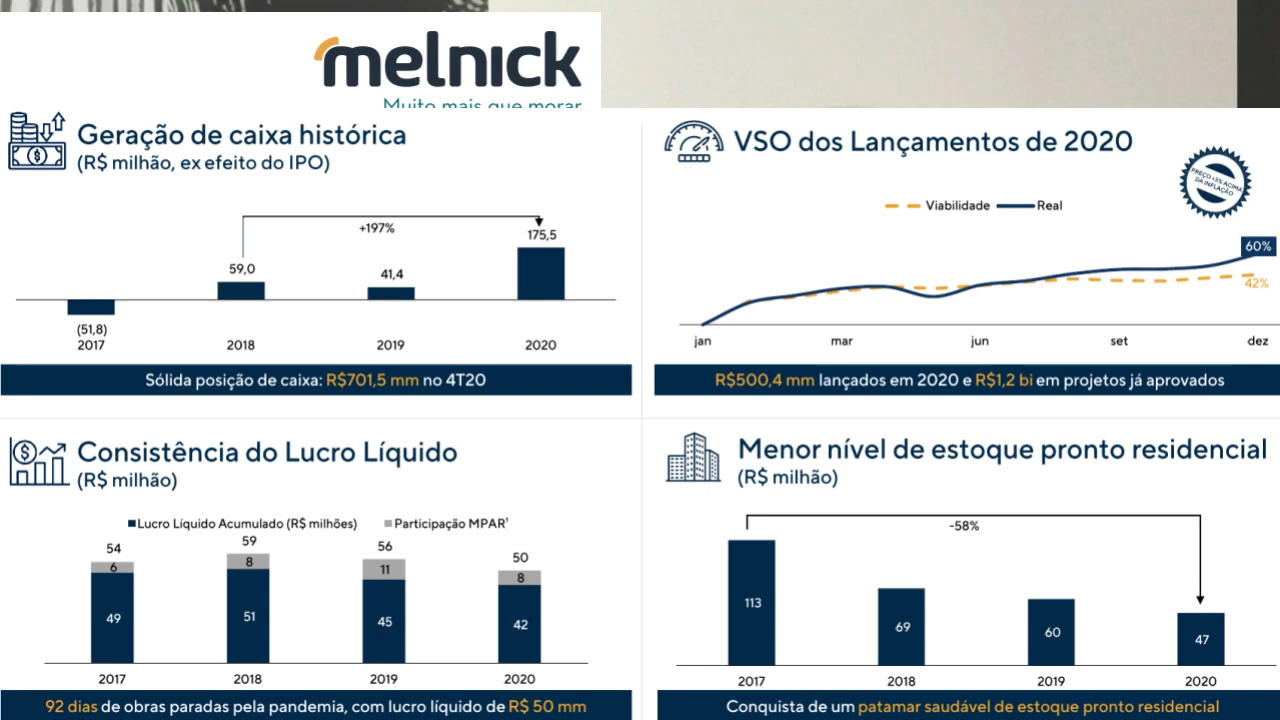 melnick
Muito mais que morar
Geração de caixa histórica
(R$ milhão, ex efeito do IPO)
+197%
175,5
59,0
41,4
(51,8)
2017
2018
2019
2020
Sólida posição de caixa: R$701,5 mm no 4T20
VSO dos Lançamentos de 2020
PREÇO +3% ACIMA
DA INFLAÇÃO
Viabilidade
Real
60%
42%
jan
mar
jun
set
dez
R$500,4 mm lançados em 2020 e R$1,2 bi em projetos já aprovados
Consistência do Lucro Líquido
(R$ milhão)
Lucro Líquido Acumulado (R$ milhões)
Participação MPAR¹
54
59
56
50
6
8
11
8
49
51
45
42
2017
2018
2019
2020
92 dias de obras paradas pela pandemia, com lucro líquido de R$ 50 mm
Menor nível de estoque pronto residencial
(R$ milhão)
-58%
113
69
60
47
2017
2018
2019
2020
Conquista de um patamar saudável de estoque pronto residencial